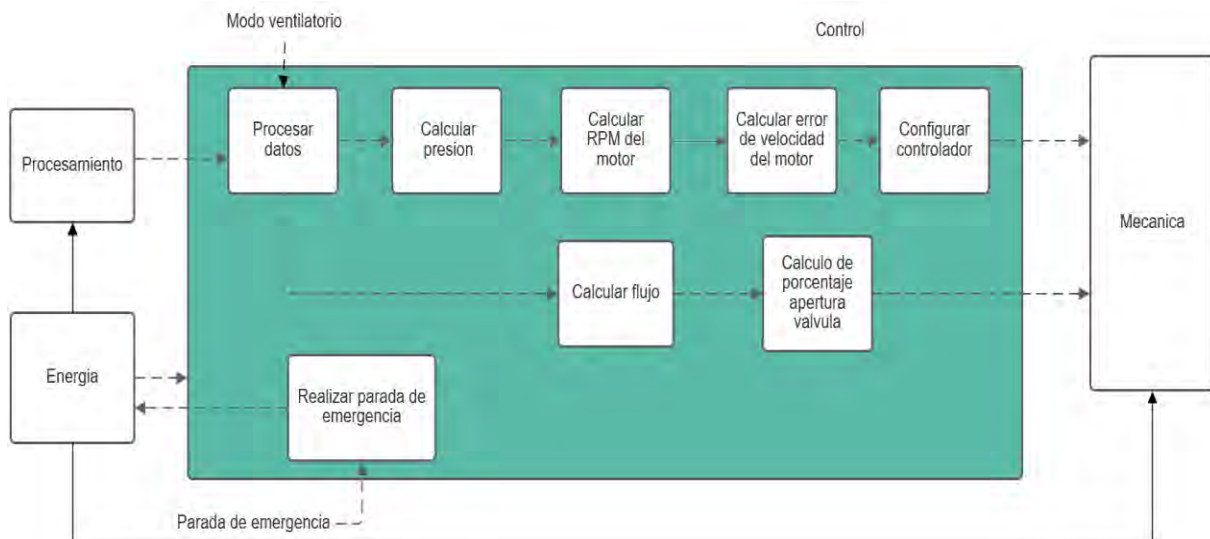 Modo ventilatorio
Control
Procesamiento
Procesar
datos
Calcular
presion
Calcular
RPM del
motor
Calcular error
de velocidad
del motor
Configurar
controlador
Mecanica
Calcular flujo
Calculo de
porcentaje
apertura
valvula
Energia
Realizar parada de
emergencia
Parada de emergencia